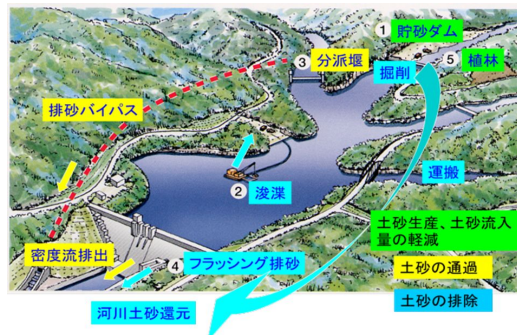 ① 貯砂ダム
③ 分派堰
掘削
⑤ 植林
排砂バイパス
運搬
② 浚渫
土砂生産、土砂流入
量の軽減
密度流排出
④ フラッシング排砂
土砂の通過
河川土砂還元
土砂の排除